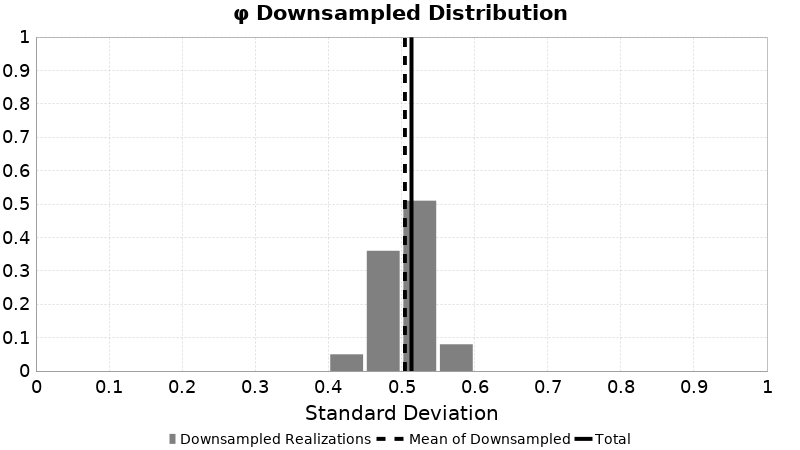 φ Downsampled Distribution
1
0.9
0.8
0.7
0.6
0.5
0.4
0.3
0.2
0.1
0
0 0.1 0.2 0.3 0.4 0.5 0.6 0.7 0.8 0.9 1
Standard Deviation
Downsampled Realizations Mean of Downsampled Total